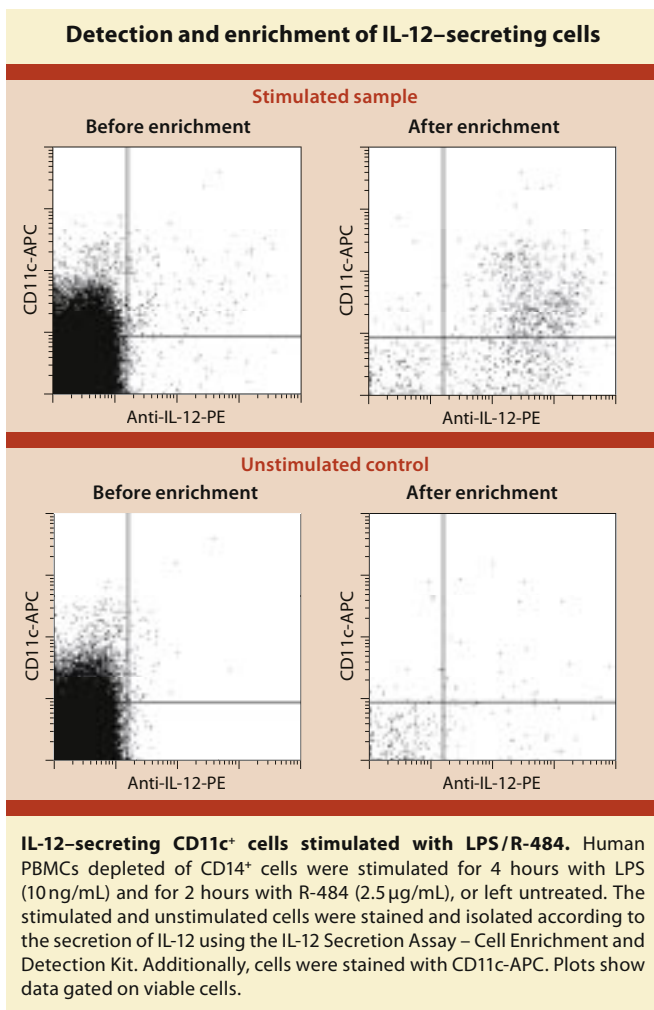 Detection and enrichment of IL-12–secreting cells
Stimulated sample
Before enrichment
After enrichment
CD11c-APC
CD11c-APC
Anti-IL-12-PE
Anti-IL-12-PE
Unstimulated control
Before enrichment
After enrichment
CD11c-APC
CD11c-APC
Anti-IL-12-PE
Anti-IL-12-PE
IL-12–secreting CD11c⁺ cells stimulated with LPS/R-484. Human
PBMCs depleted of CD14⁺ cells were stimulated for 4 hours with LPS
(10 ng/mL) and for 2 hours with R-484 (2.5 μg/mL), or left untreated. The
stimulated and unstimulated cells were stained and isolated according to
the secretion of IL-12 using the IL-12 Secretion Assay – Cell Enrichment and
Detection Kit. Additionally, cells were stained with CD11c-APC. Plots show
data gated on viable cells.